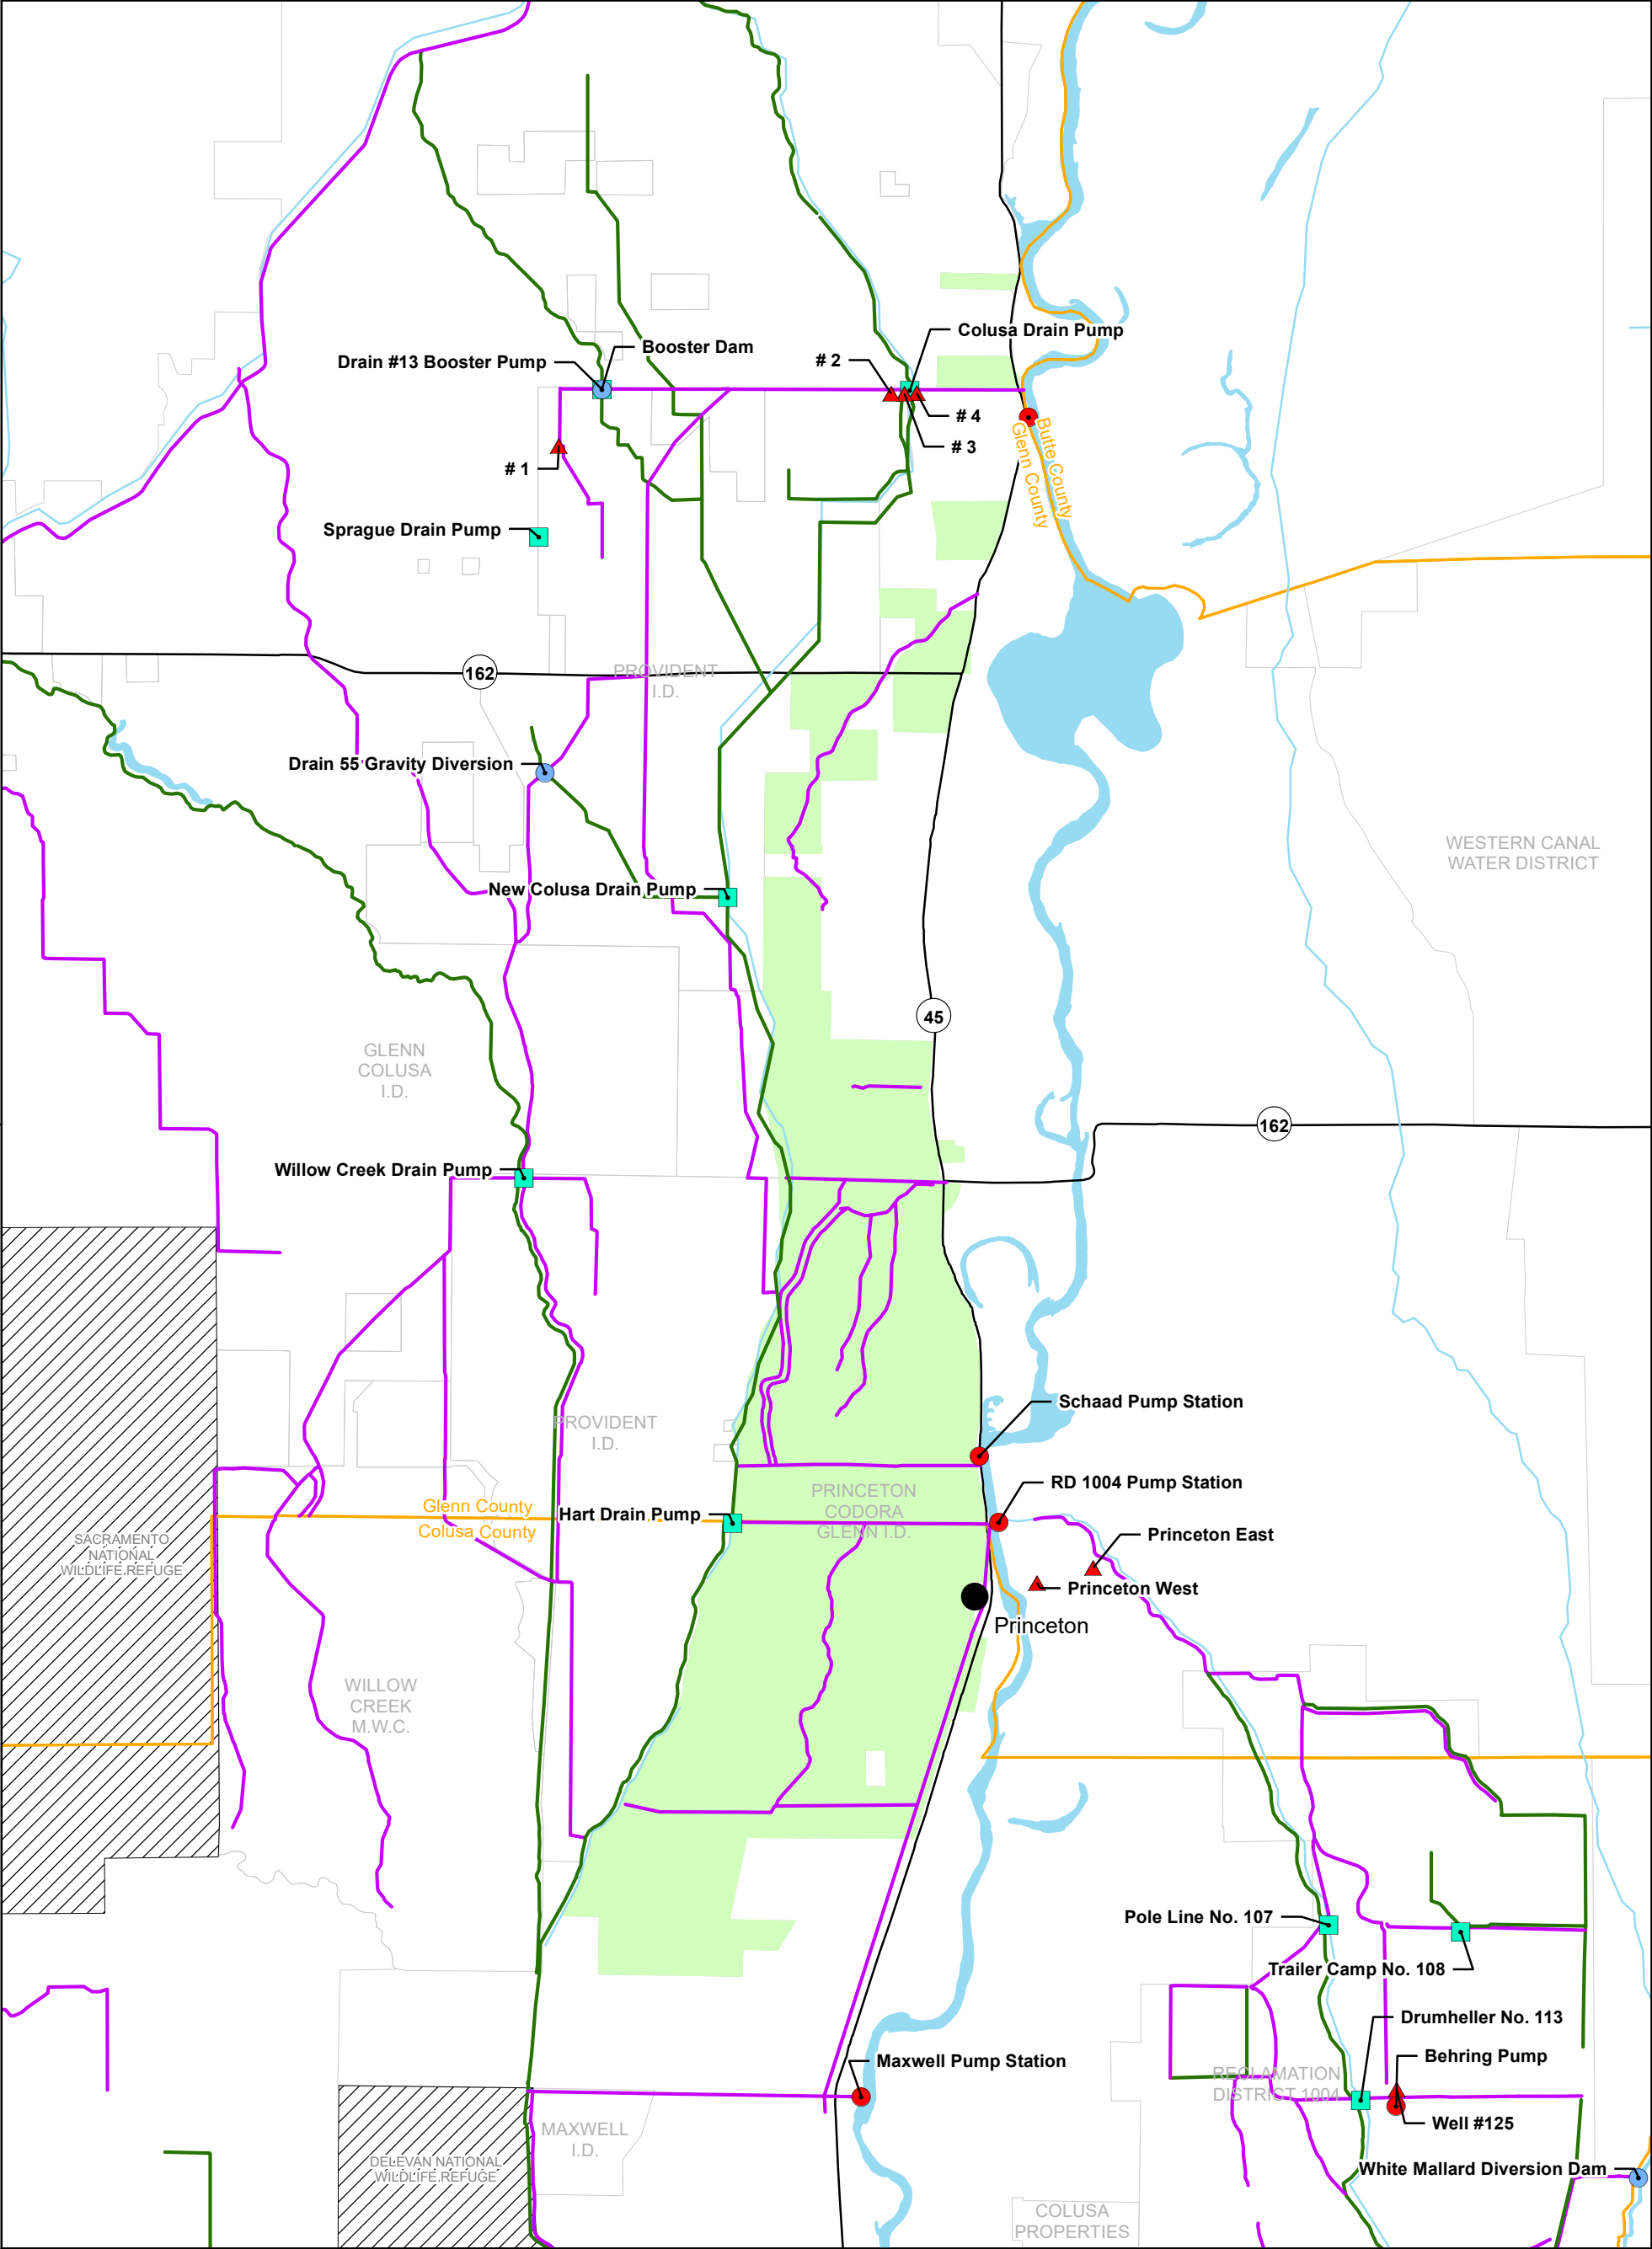 Colusa Drain Pump
Booster Dam
# 2
Drain #13 Booster Pump
# 4
# 3
# 1
Butte County
Glenn County
Sprague Drain Pump
162
PROVIDENT
I.D.
Drain 55 Gravity Diversion
WESTERN CANAL
WATER DISTRICT
New Colusa Drain Pump
45
GLENN
COLUSA
I.D.
162
Willow Creek Drain Pump
Schaad Pump Station
PROVIDENT
I.D.
RD 1004 Pump Station
PRINCETON
CODORA
GLENN I.D.
Glenn County
Colusa County
Hart Drain Pump
SACRAMENTO
NATIONAL
WILDLIFE REFUGE
Princeton East
Princeton West
Princeton
WILLOW
CREEK
M.W.C.
Pole Line No. 107
Trailer Camp No. 108
Drumheller No. 113
Behring Pump
Maxwell Pump Station
RECLAMATION
DISTRICT 1004
Well #125
MAXWELL
I.D.
DELEVAN NATIONAL
WILDLIFE REFUGE
White Mallard Diversion Dam
COLUSA
PROPERTIES